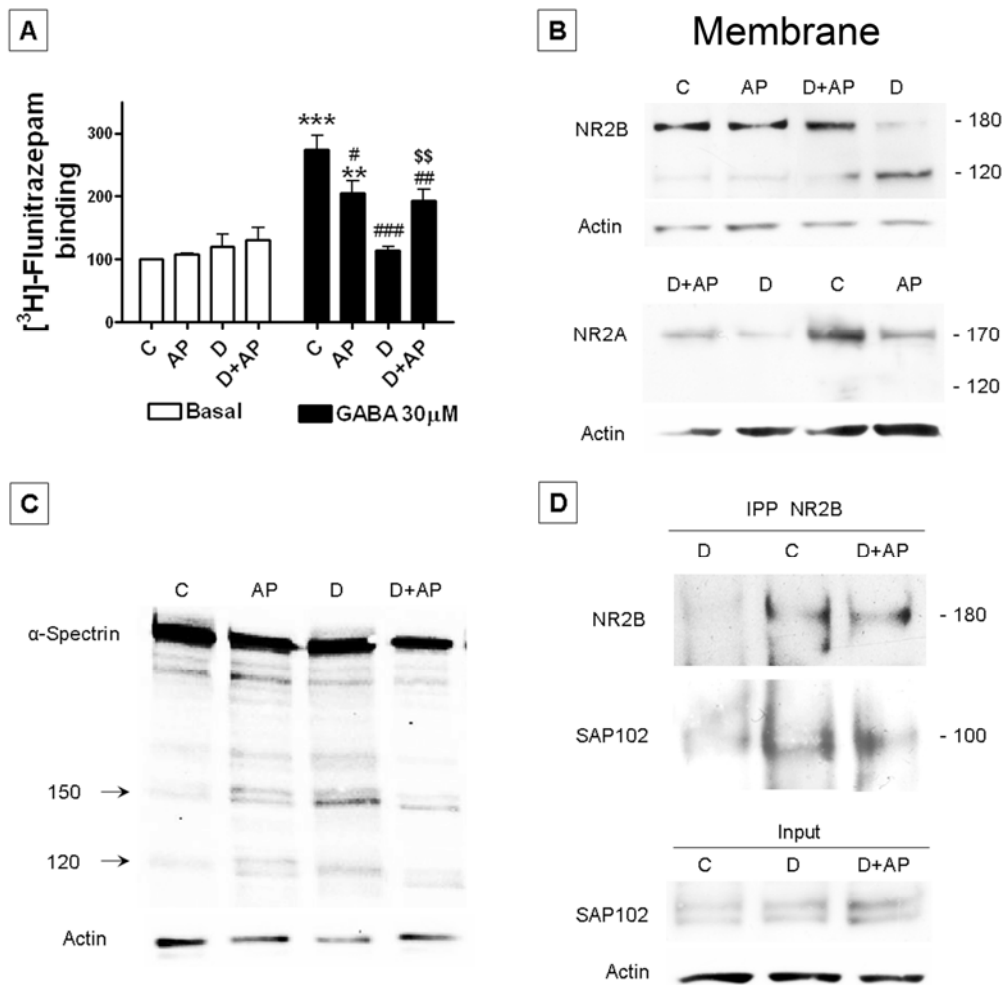 A
[³H]-Flunitrazepam
binding
300
200
100
0
***
#
**
###
$$
##
C AP D D+AP C AP D D+AP
Basal GABA 30µM
B Membrane
C AP D+AP D
NR2B - 180
- 120
Actin
D+AP D C AP
NR2A - 170
- 120
Actin
C
C AP D D+AP
α-Spectrin
150 →
120 →
Actin
D
IPP NR2B
D C D+AP
NR2B - 180
SAP102 - 100
Input
C D D+AP
SAP102
Actin